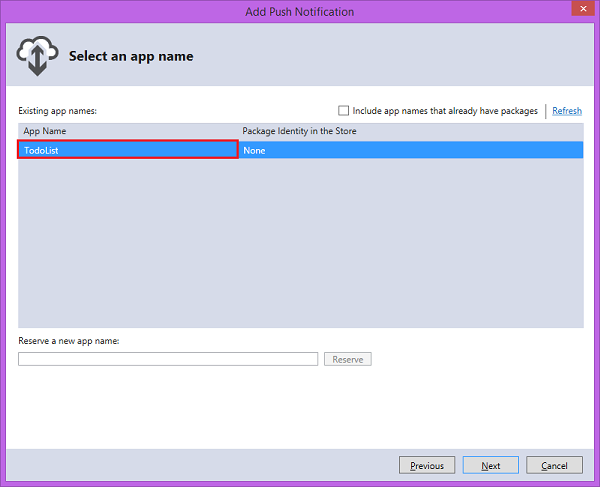 Add Push Notification
Select an app name
Existing app names:
Include app names that already have packages
Refresh
App Name Package Identity in the Store
TodoList None
Reserve a new app name:
Reserve
Previous Next Cancel